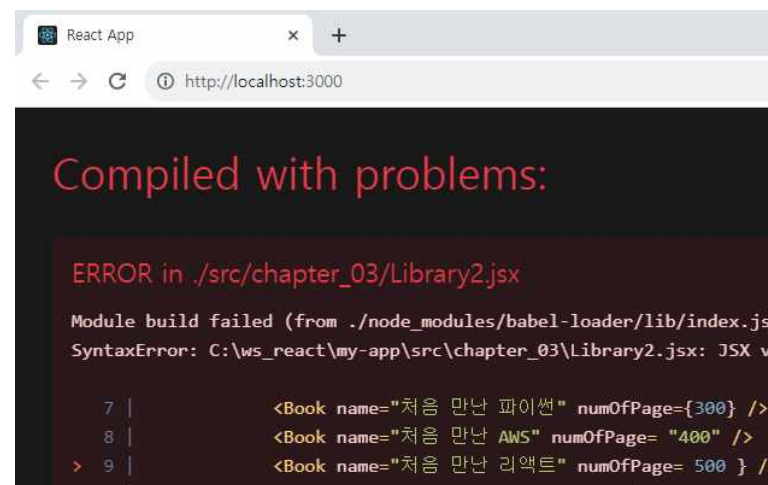 React App
http://localhost:3000
Compiled with problems:
ERROR in ./src/chapter_03/Library2.jsx
Module build failed (from ./node_modules/babel-loader/lib/index.js
SyntaxError: C:\ws_react\my-app\src\chapter_03\Library2.jsx: JSX v
7 | <Book name="처음 만난 파이썬" numOfPage={300} />
8 | <Book name="처음 만난 AWS" numOfPage= "400" />
> 9 | <Book name="처음 만난 리액트" numOfPage= 500 } /